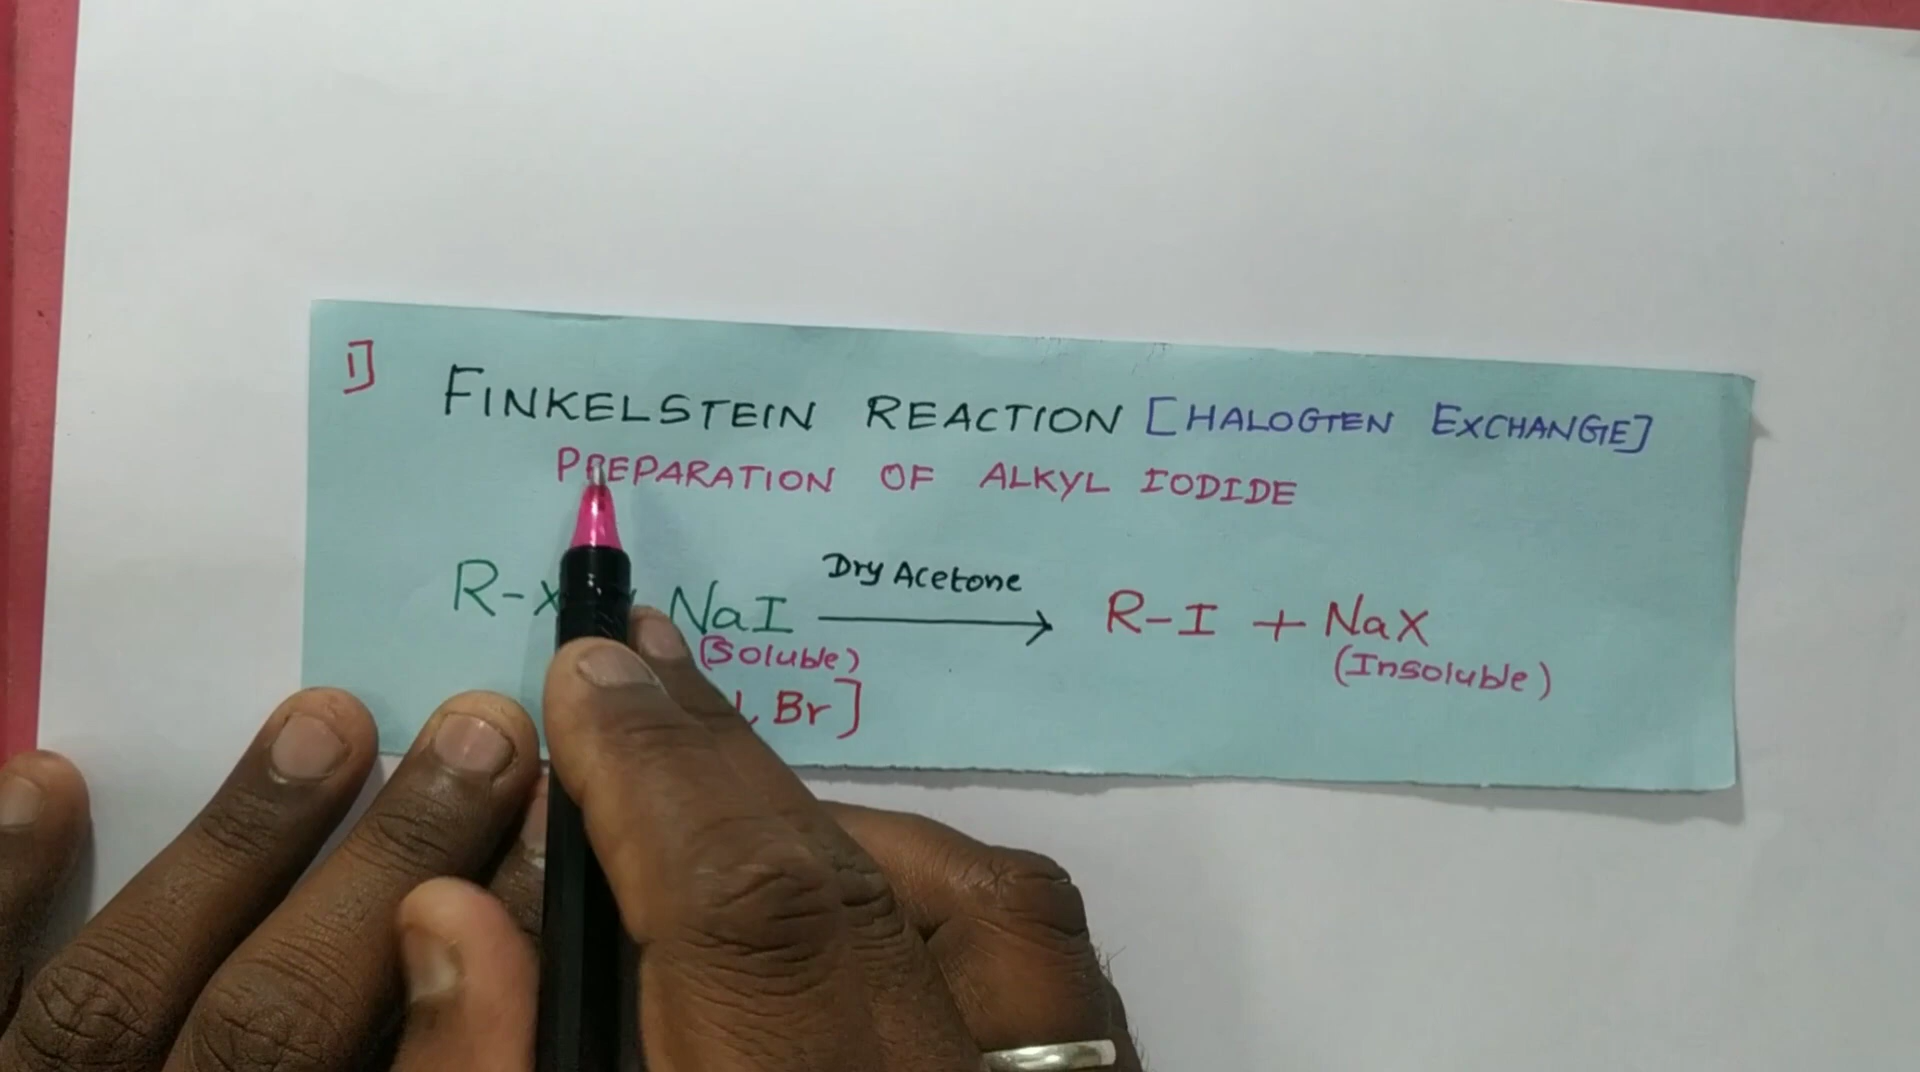 1]
FINKELSTEIN REACTION [HALOGEN EXCHANGE]
PREPARATION OF ALKYL IODIDE
Dry Acetone
R-X NaI → R-I + NaX
(Soluble) (Insoluble)
Br]